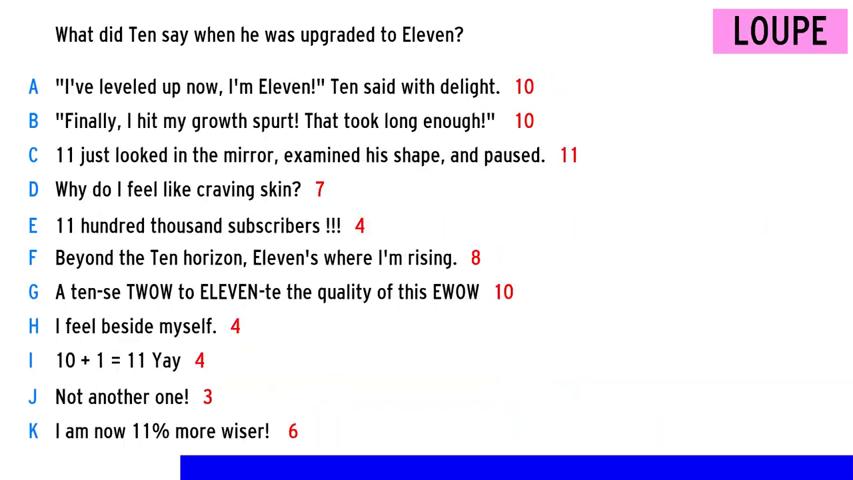 What did Ten say when he was upgraded to Eleven?
LOUPE
A "I've leveled up now, I'm Eleven!" Ten said with delight. 10
B "Finally, I hit my growth spurt! That took long enough!" 10
C 11 just looked in the mirror, examined his shape, and paused. 11
D Why do I feel like craving skin? 7
E 11 hundred thousand subscribers !!! 4
F Beyond the Ten horizon, Eleven's where I'm rising. 8
G A ten-se TWOW to ELEVEN-te the quality of this EWOW 10
H I feel beside myself. 4
I 10 + 1 = 11 Yay 4
J Not another one! 3
K I am now 11% more wiser! 6